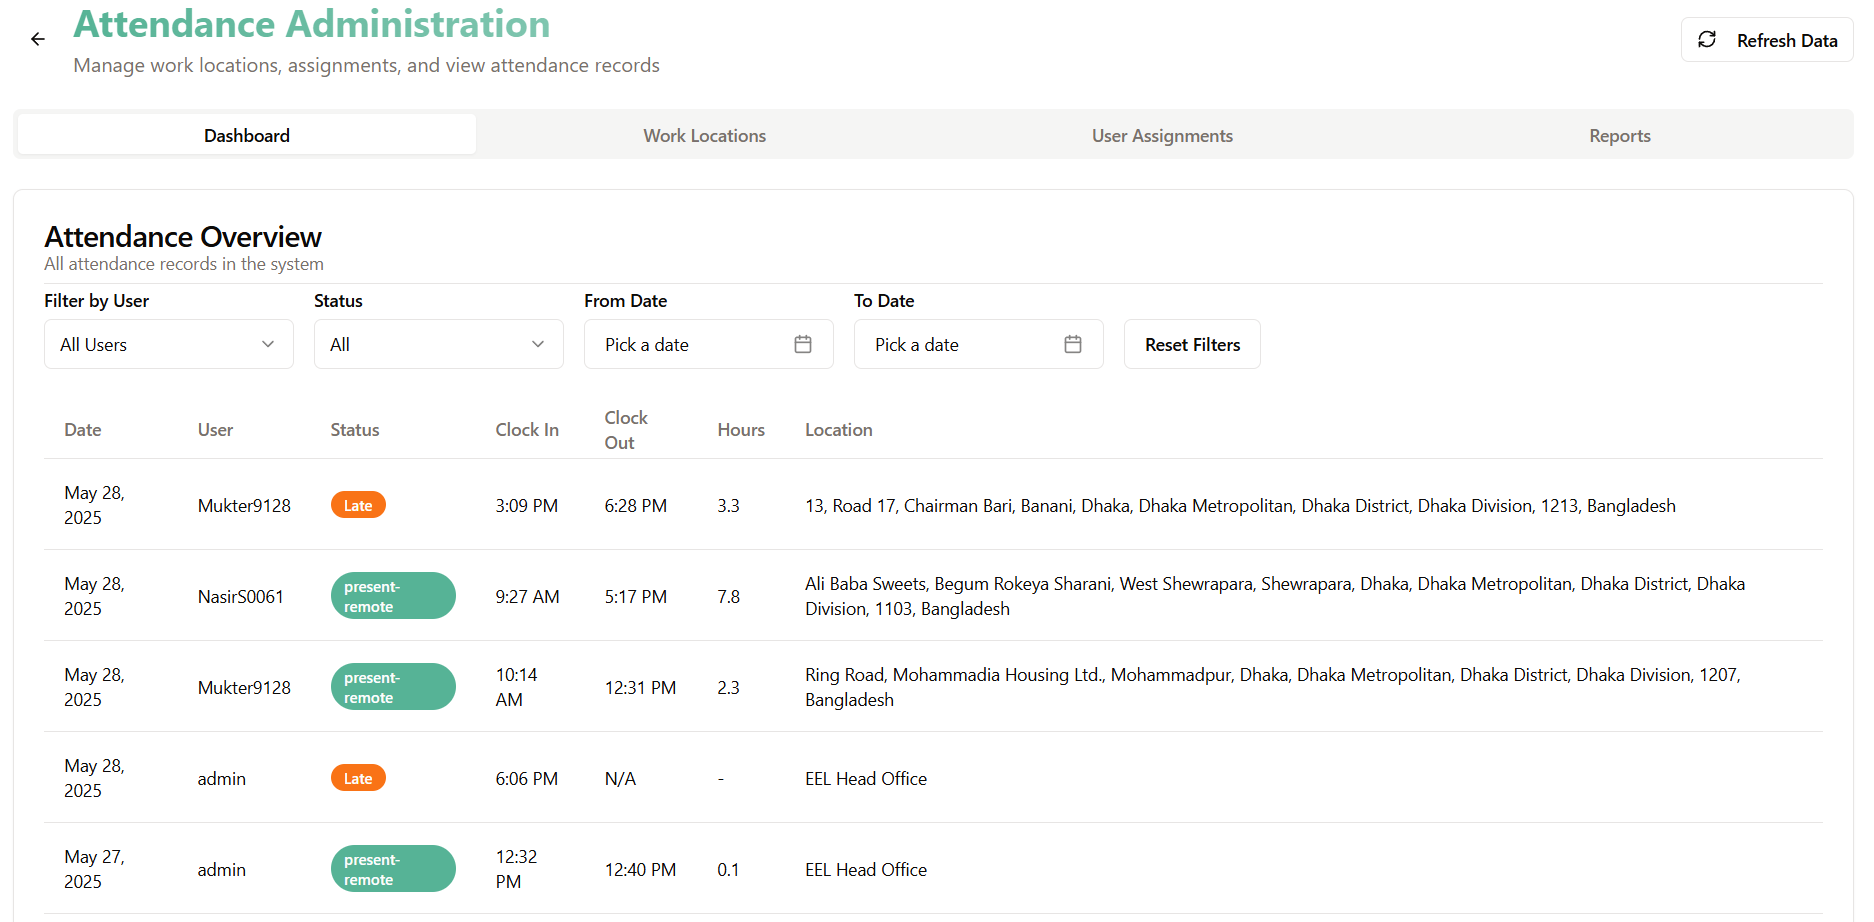 Attendance Administration
Manage work locations, assignments, and view attendance records
Refresh Data
Dashboard
Work Locations
User Assignments
Reports
Attendance Overview
All attendance records in the system
Filter by User
Status
From Date
To Date
All Users
All
Pick a date
Pick a date
Reset Filters
Date
User
Status
Clock In
Clock
Out
Hours
Location
May 28,
2025
Mukter9128
Late
3:09 PM
6:28 PM
3.3
13, Road 17, Chairman Bari, Banani, Dhaka, Dhaka Metropolitan, Dhaka District, Dhaka Division, 1213, Bangladesh
May 28,
2025
NasirS0061
present-
remote
9:27 AM
5:17 PM
7.8
Ali Baba Sweets, Begum Rokeya Sharani, West Shewrapara, Shewrapara, Dhaka, Dhaka Metropolitan, Dhaka District, Dhaka
Division, 1103, Bangladesh
May 28,
2025
Mukter9128
present-
remote
10:14
AM
12:31 PM
2.3
Ring Road, Mohammadia Housing Ltd., Mohammadpur, Dhaka, Dhaka Metropolitan, Dhaka District, Dhaka Division, 1207,
Bangladesh
May 28,
2025
admin
Late
6:06 PM
N/A
-
EEL Head Office
May 27,
2025
admin
present-
remote
12:32
PM
12:40 PM
0.1
EEL Head Office